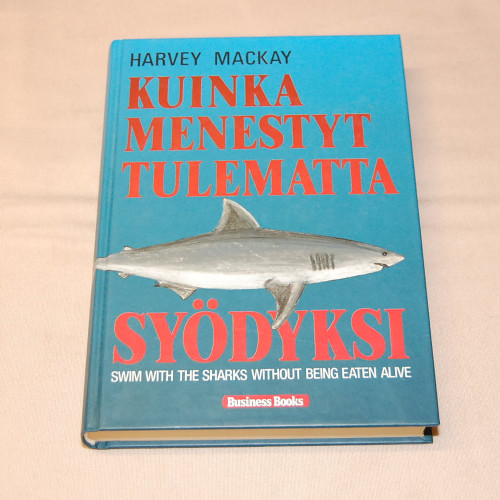 HARVEY MACKAY
KUINKA
MENESTYT
TULEMATTA
SYÖDYKSI
SWIM WITH THE SHARKS WITHOUT BEING EATEN ALIVE
Business Books